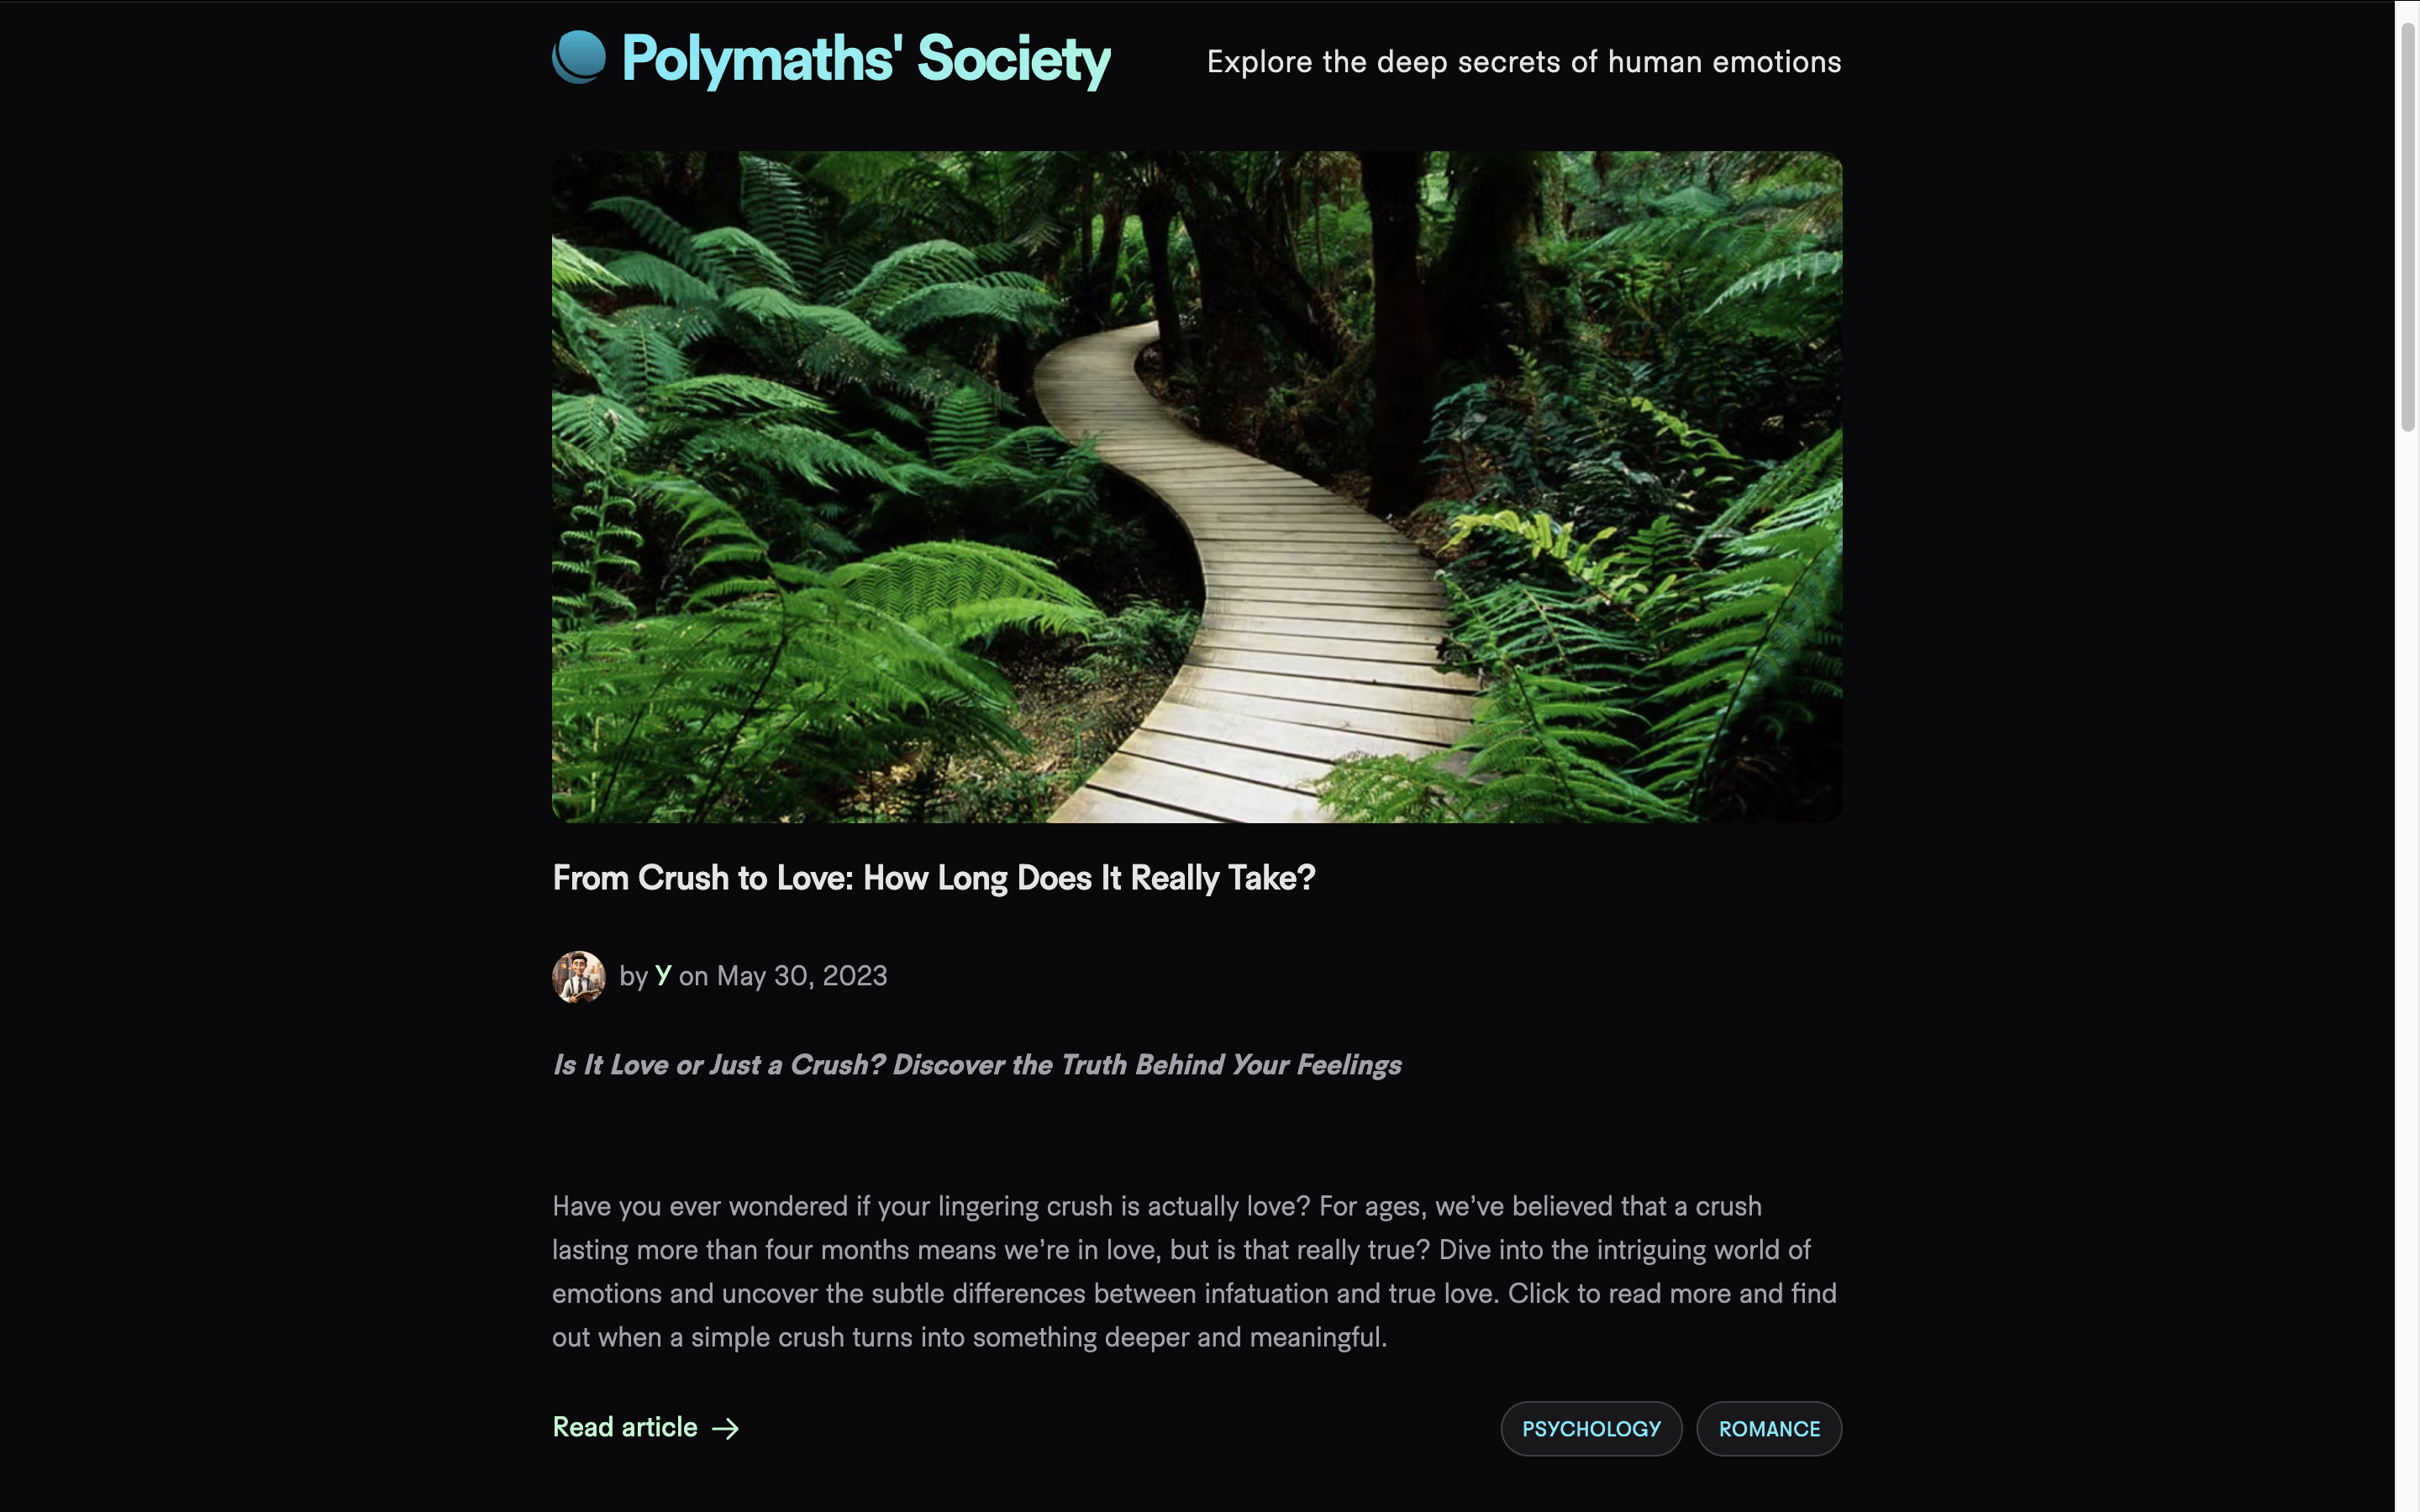 Polymaths' Society
Explore the deep secrets of human emotions
From Crush to Love: How Long Does It Really Take?
by Y on May 30, 2023
Is It Love or Just a Crush? Discover the Truth Behind Your Feelings
Have you ever wondered if your lingering crush is actually love? For ages, we’ve believed that a crush
lasting more than four months means we’re in love, but is that really true? Dive into the intriguing world of
emotions and uncover the subtle differences between infatuation and true love. Click to read more and find
out when a simple crush turns into something deeper and meaningful.
Read article →
PSYCHOLOGY
ROMANCE